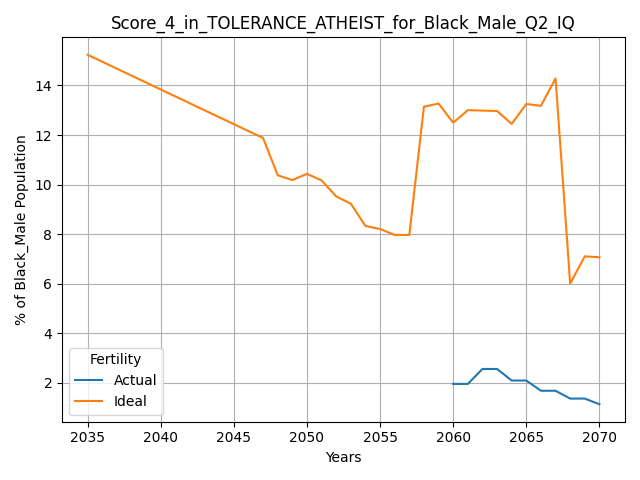 Score_4_in_TOLERANCE_ATHEIST_for_Black_Male_Q2_IQ
% of Black_Male Population
14
12
10
8
6
4
2
Fertility
Actual
Ideal
2035 2040 2045 2050 2055 2060 2065 2070
Years